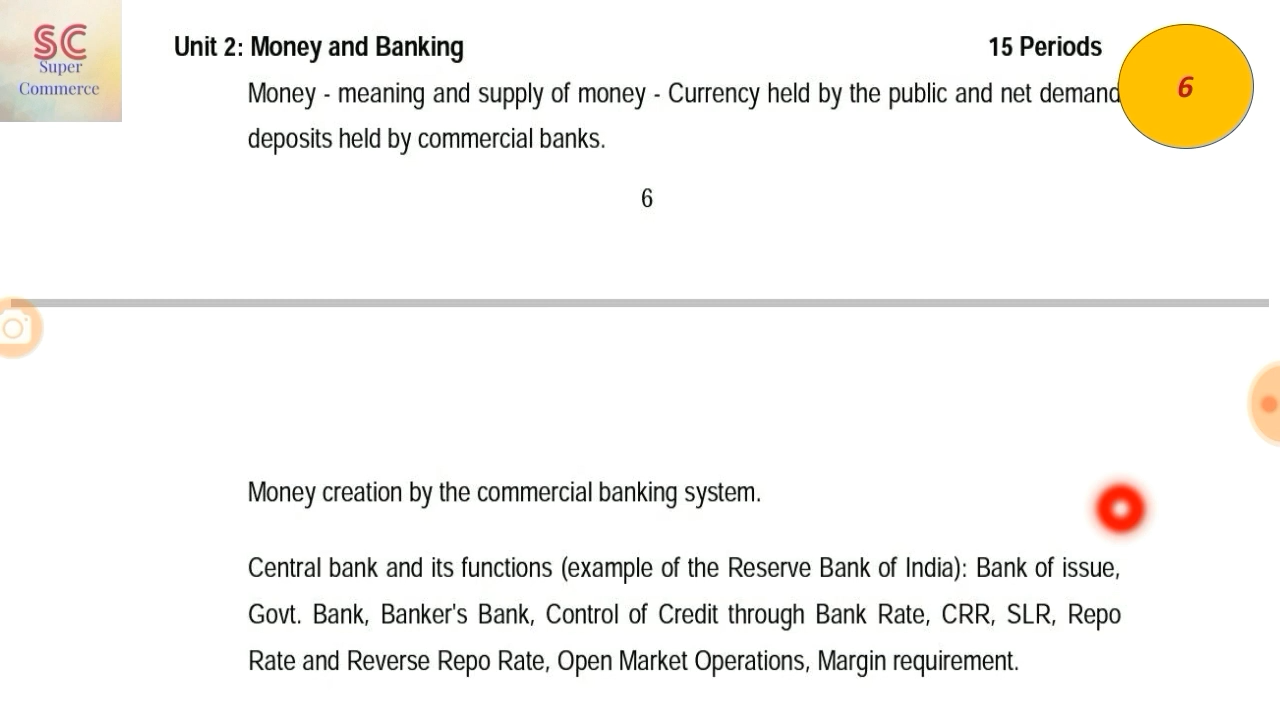 SC
Super
Commerce
Unit 2: Money and Banking 15 Periods
6
Money - meaning and supply of money - Currency held by the public and net demand
deposits held by commercial banks.
6
Money creation by the commercial banking system.
Central bank and its functions (example of the Reserve Bank of India): Bank of issue,
Govt. Bank, Banker's Bank, Control of Credit through Bank Rate, CRR, SLR, Repo
Rate and Reverse Repo Rate, Open Market Operations, Margin requirement.